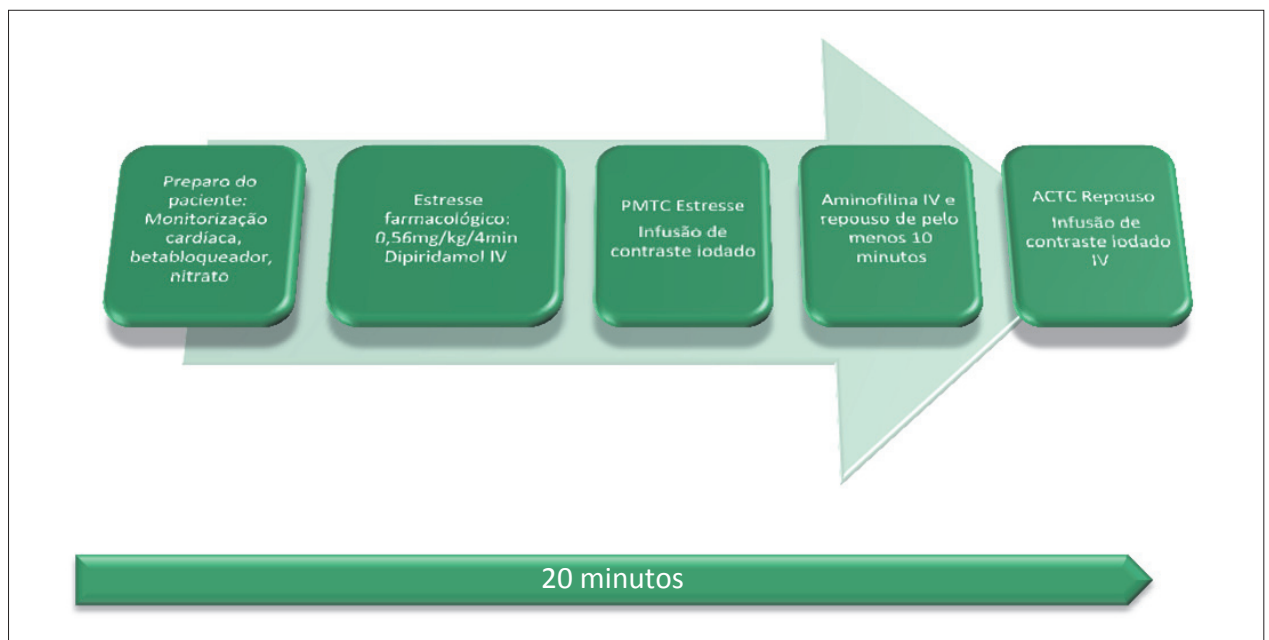 Preparo do
paciente:
Monitorização
cardíaca,
betabloqueador,
nitrato
Estresse
farmacológico:
0,56mg/kg/4min
Dipiridamol IV
PMTC Estresse
Infusão de
contraste iodado
Aminofilina IV e
repouso de pelo
menos 10
minutos
ACTC Repouso
Infusão de
contraste iodado
IV
20 minutos